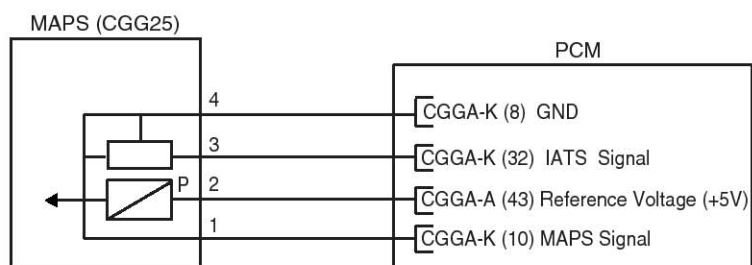 MAPS (CGG25)
PCM
4
CGGA-K (8) GND
3
CGGA-K (32) IATS Signal
P
2
CGGA-A (43) Reference Voltage (+5V)
1
CGGA-K (10) MAPS Signal